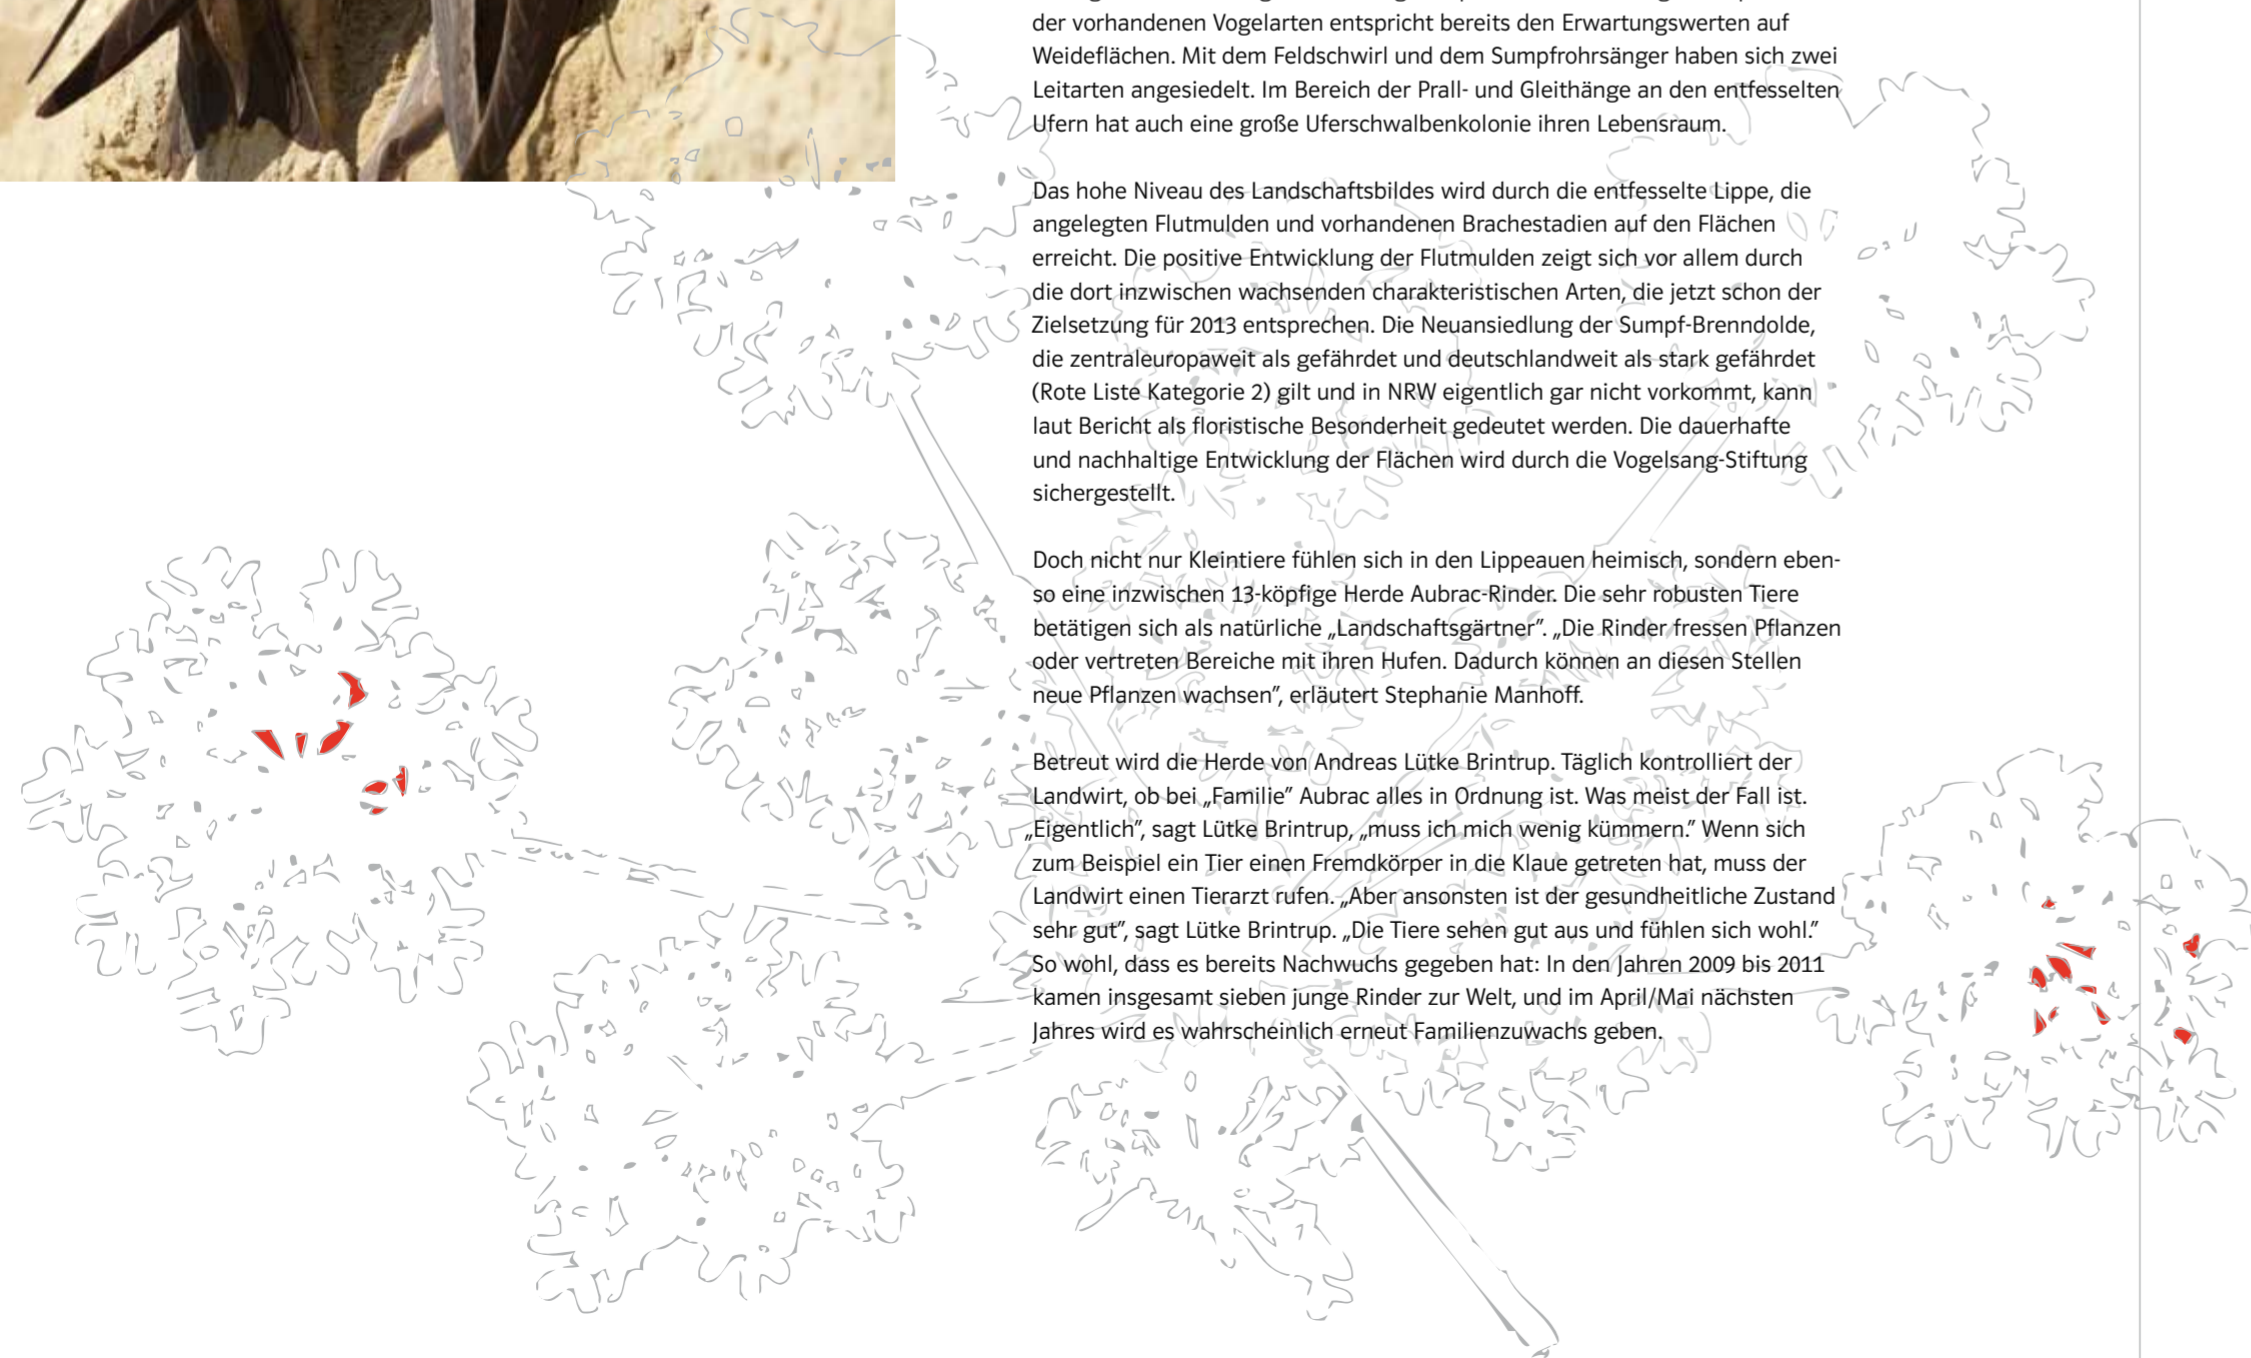 der vorhandenen Vogelarten entspricht bereits den Erwartungswerten auf
Weideflächen. Mit dem Feldschwirl und dem Sumpfrohrsänger haben sich zwei
Leitarten angesiedelt. Im Bereich der Prall- und Gleithänge an den entfesselten
Ufern hat auch eine große Uferschwalbenkolonie ihren Lebensraum.
Das hohe Niveau des Landschaftsbildes wird durch die entfesselte Lippe, die
angelegten Flutmulden und vorhandenen Brachestadien auf den Flächen
erreicht. Die positive Entwicklung der Flutmulden zeigt sich vor allem durch
die dort inzwischen wachsenden charakteristischen Arten, die jetzt schon der
Zielsetzung für 2013 entsprechen. Die Neuansiedlung der Sumpf-Brenndolde,
die zentraleuropaweit als gefährdet und deutschlandweit als stark gefährdet
(Rote Liste Kategorie 2) gilt und in NRW eigentlich gar nicht vorkommt, kann
laut Bericht als floristische Besonderheit gedeutet werden. Die dauerhafte
und nachhaltige Entwicklung der Flächen wird durch die Vogelsang-Stiftung
sichergestellt.
Doch nicht nur Kleintiere fühlen sich in den Lippeauen heimisch, sondern eben-
so eine inzwischen 13-köpfige Herde Aubrac-Rinder. Die sehr robusten Tiere
betätigen sich als natürliche „Landschaftsgärtner”. „Die Rinder fressen Pflanzen
oder vertreten Bereiche mit ihren Hufen. Dadurch können an diesen Stellen
neue Pflanzen wachsen”, erläutert Stephanie Manhoff.
Betreut wird die Herde von Andreas Lütke Brintrup. Täglich kontrolliert der
Landwirt, ob bei „Familie” Aubrac alles in Ordnung ist. Was meist der Fall ist.
„Eigentlich”, sagt Lütke Brintrup, „muss ich mich wenig kümmern.” Wenn sich
zum Beispiel ein Tier einen Fremdkörper in die Klaue getreten hat, muss der
Landwirt einen Tierarzt rufen. „Aber ansonsten ist der gesundheitliche Zustand
sehr gut”, sagt Lütke Brintrup. „Die Tiere sehen gut aus und fühlen sich wohl.”
So wohl, dass es bereits Nachwuchs gegeben hat: In den Jahren 2009 bis 2011
kamen insgesamt sieben junge Rinder zur Welt, und im April/Mai nächsten
Jahres wird es wahrscheinlich erneut Familienzuwachs geben.